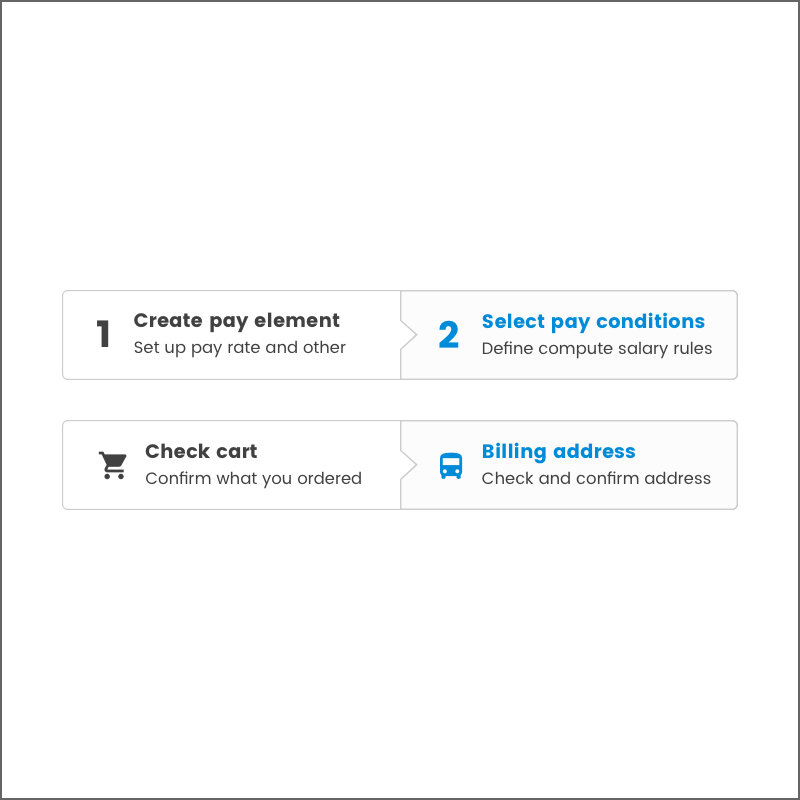 1
Create pay element
Set up pay rate and other
2
Select pay conditions
Define compute salary rules
Check cart
Confirm what you ordered
Billing address
Check and confirm address